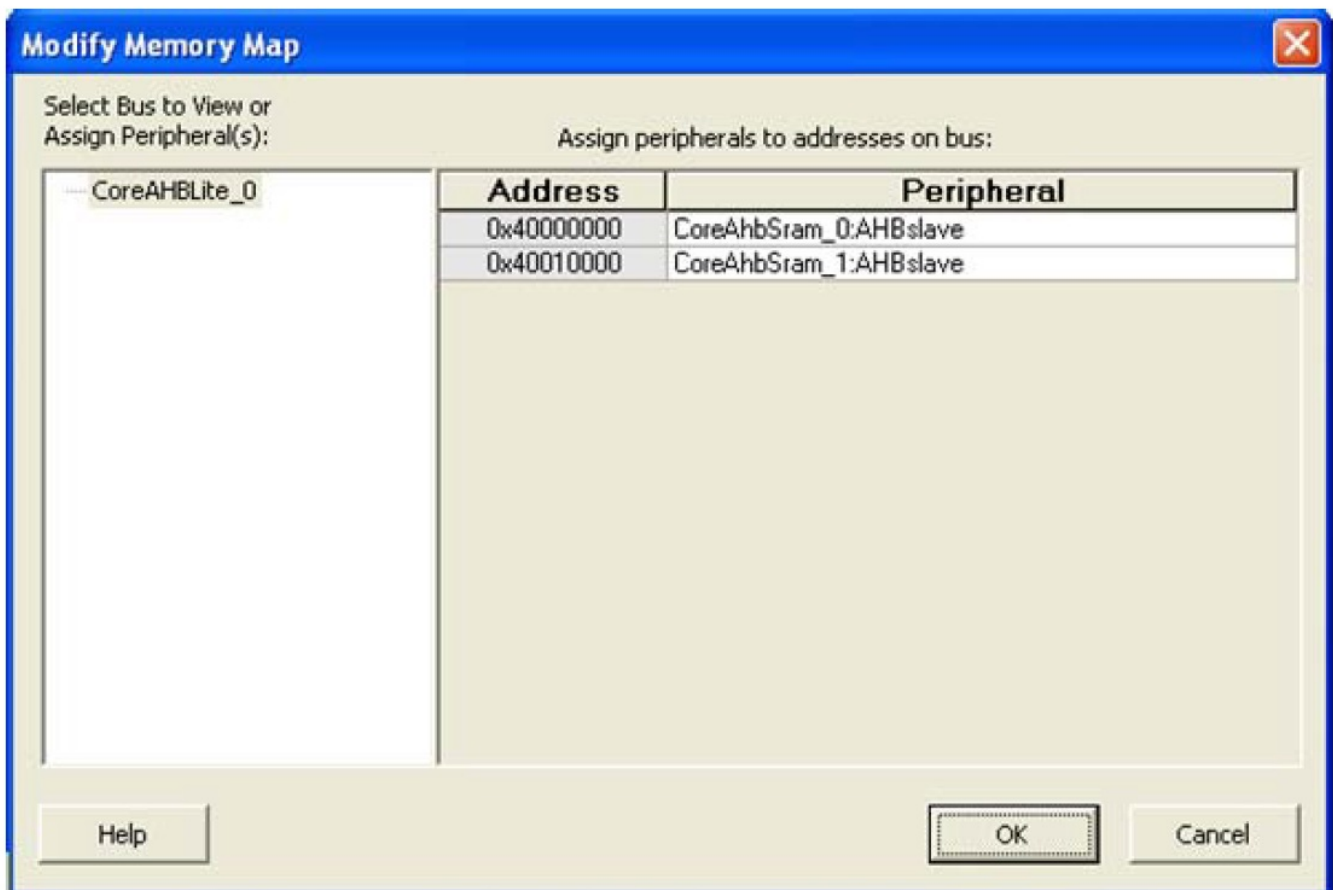 Modify Memory Map
Select Bus to View or
Assign Peripheral(s):
Assign peripherals to addresses on bus:
CoreAHBLite_0
Address Peripheral
0x40000000 CoreAhbSram_0:AHBslave
0x40010000 CoreAhbSram_1:AHBslave
Help OK Cancel